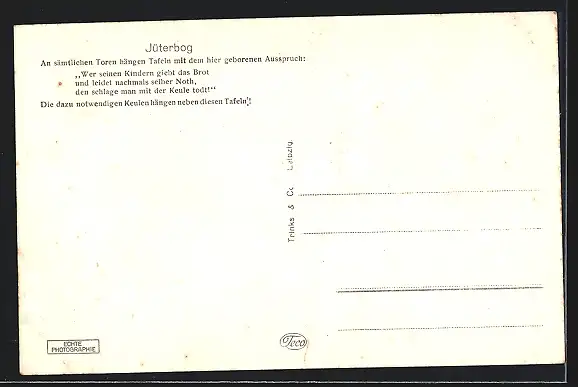 Jüterbog
An sämtlichen Toren hängen Tafeln mit dem hier geborenen Ausspruch:
„Wer seinen Kindern giebt das Brot
und leidet nachmals selber Noth,
den schlage man mit der Keule todt!“
Die dazu notwendigen Keulen hängen neben diesen Tafeln!
Trinks & Co Leipzig.
ECHTE
PHOTOGRAPHIE
Teco